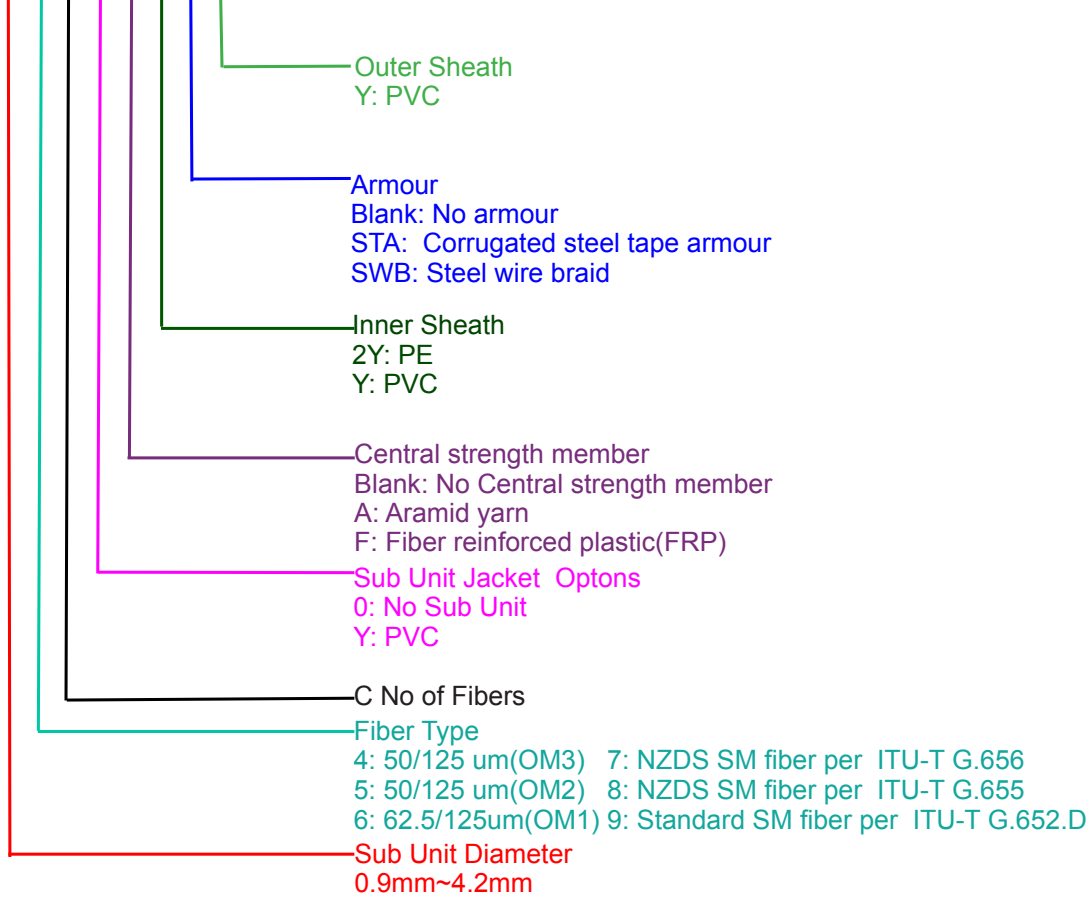 Outer Sheath
Y: PVC
Armour
Blank: No armour
STA:  Corrugated steel tape armour
SWB: Steel wire braid
Inner Sheath
2Y: PE
Y: PVC
Central strength member
Blank: No Central strength member
A: Aramid yarn
F: Fiber reinforced plastic(FRP)
Sub Unit Jacket  Optons
0: No Sub Unit
Y: PVC
C No of Fibers
Fiber Type
4: 50/125 um(OM3)   7: NZDS SM fiber per  ITU-T G.656
5: 50/125 um(OM2)   8: NZDS SM fiber per  ITU-T G.655
6: 62.5/125um(OM1) 9: Standard SM fiber per  ITU-T G.652.D
Sub Unit Diameter
0.9mm~4.2mm